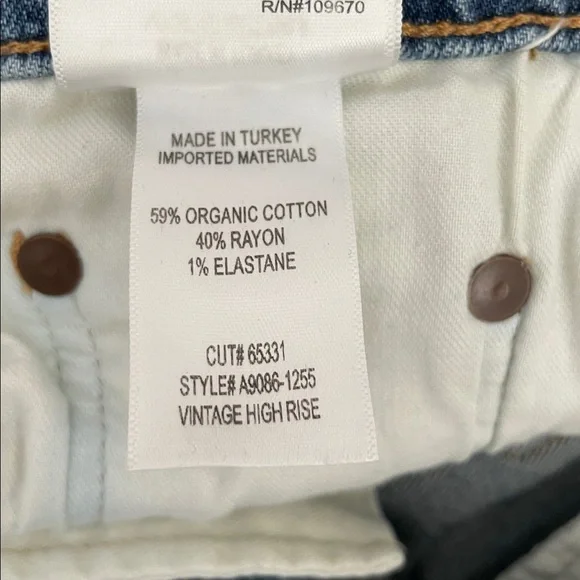 R/N#109670
MADE IN TURKEY
IMPORTED MATERIALS
59% ORGANIC COTTON
40% RAYON
1% ELASTANE
CUT# 65331
STYLE# A9086-1255
VINTAGE HIGH RISE